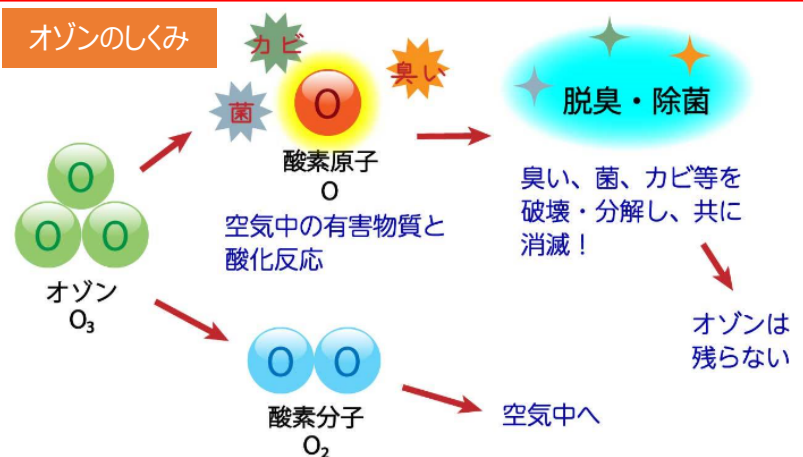 オゾンのしくみ
カビ
菌
O
臭い
酸素原子
O
空気中の有害物質と
酸化反応
脱臭・除菌
臭い、菌、カビ等を
破壊・分解し、共に
消滅！
オゾンは
残らない
O
O O
オゾン
O₃
O O
酸素分子
O₂
空気中へ